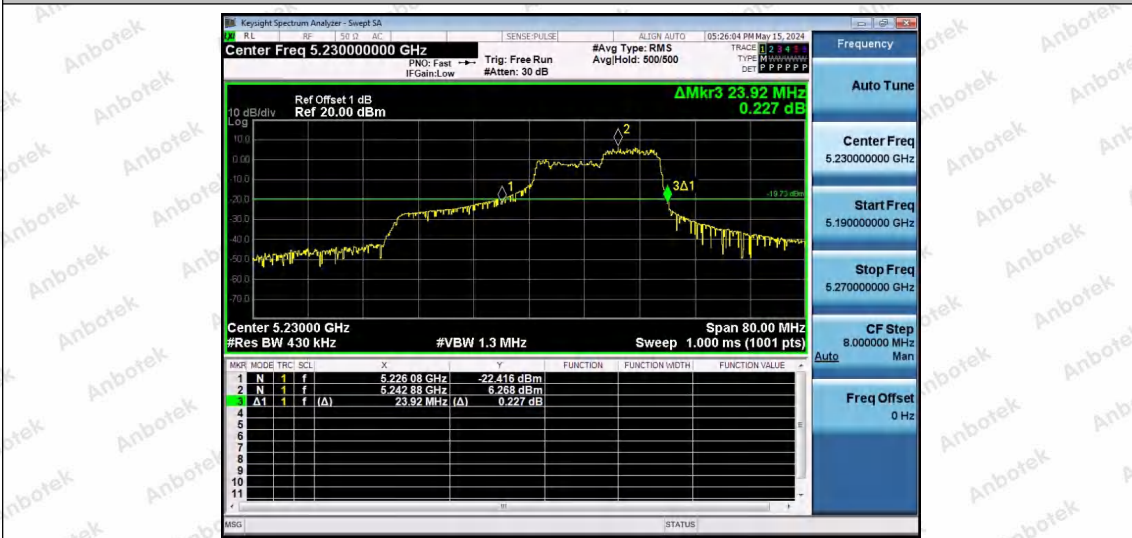 Keysight Spectrum Analyzer - Swept SA
RL RF 50 Ω AC SENSE:PULSE ALIGN AUTO 05:26:04 PM May 15, 2024
Center Freq 5.230000000 GHz
PNO: Fast Trig: Free Run #Avg Type: RMS TRACE 1 2 3 4 5 6
IFGain:Low #Atten: 30 dB Avg|Hold: 500/500 TYPE M WWWWW
DET P P P P P P
ΔMkr3 23.92 MHz
0.227 dB
Ref Offset 1 dB
10 dB/div Ref 20.00 dBm
Log
10.0
0.00
-10.0
-20.0
-30.0
-40.0
-50.0
-60.0
-70.0
1
2
3Δ1
-19.73 dBm
Center 5.23000 GHz Span 80.00 MHz
#Res BW 430 kHz #VBW 1.3 MHz Sweep 1.000 ms (1001 pts)
MKR MODE TRC SCL X Y FUNCTION FUNCTION WIDTH FUNCTION VALUE
1 N 1 f 5.226 08 GHz -22.416 dBm
2 N 1 f 5.242 88 GHz 6.268 dBm
3 Δ1 1 f (Δ) 23.92 MHz (Δ) 0.227 dB
4
5
6
7
8
9
10
11
MSG STATUS
Frequency
Auto Tune
Center Freq
5.230000000 GHz
Start Freq
5.190000000 GHz
Stop Freq
5.270000000 GHz
CF Step
8.000000 MHz
Auto Man
Freq Offset
0 Hz
Anbotek